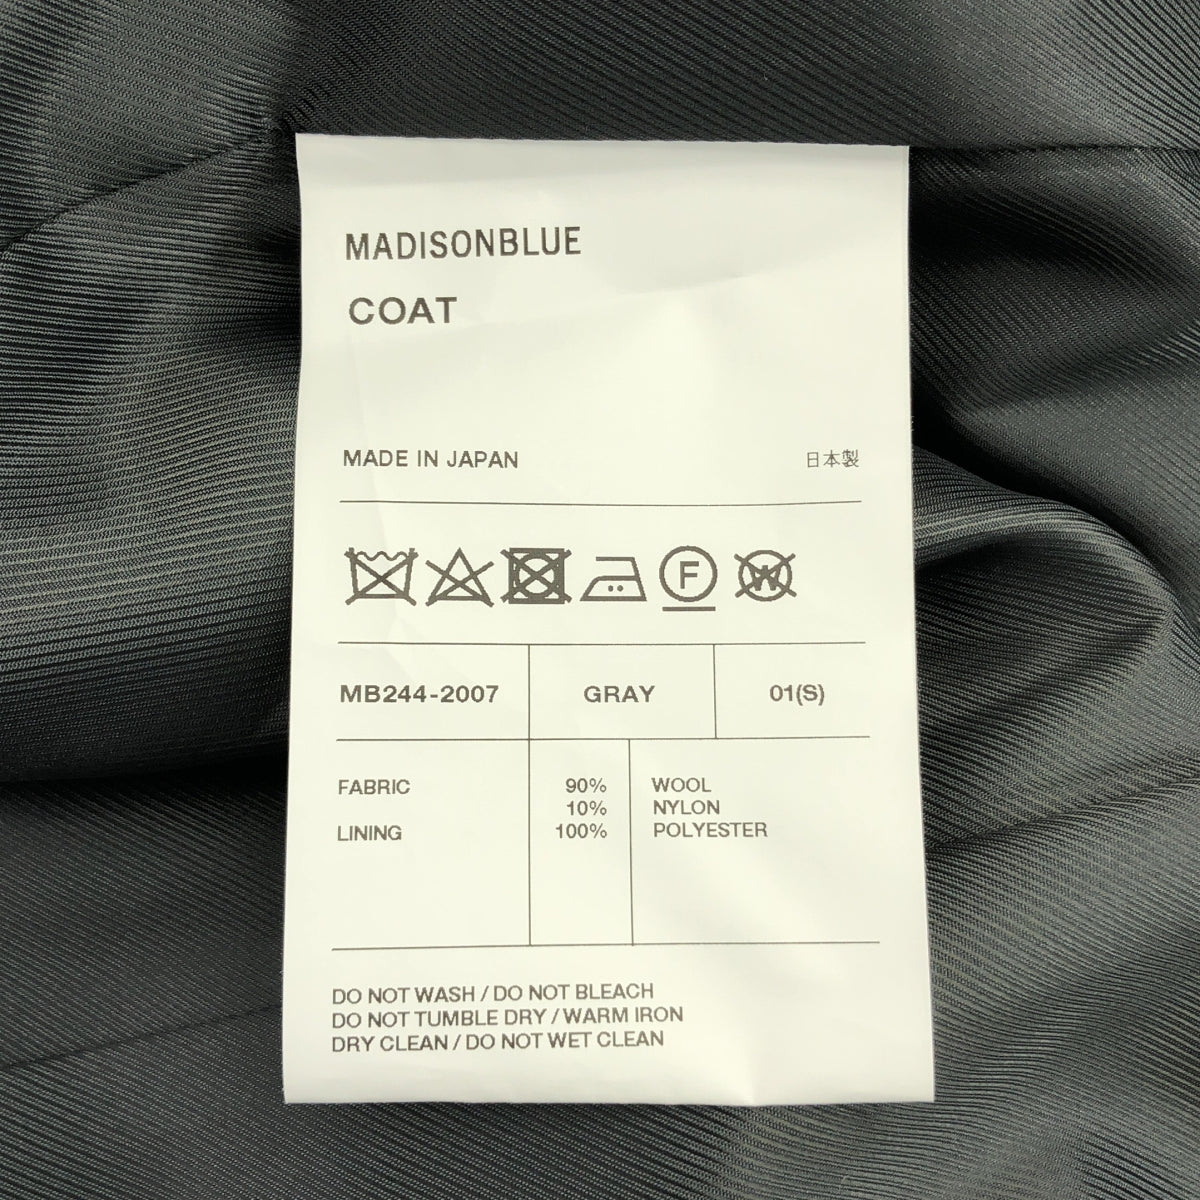 MADISONBLUE
COAT
MADE IN JAPAN 日本製
F W
MB244-2007 GRAY 01(S)
FABRIC 90% WOOL
10% NYLON
LINING 100% POLYESTER
DO NOT WASH / DO NOT BLEACH
DO NOT TUMBLE DRY / WARM IRON
DRY CLEAN / DO NOT WET CLEAN